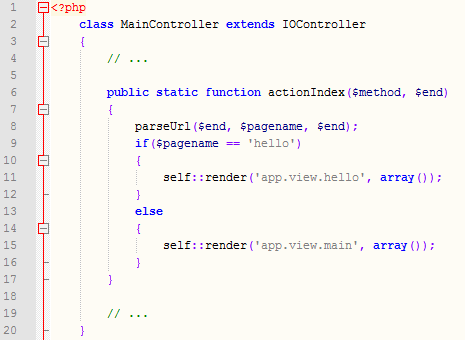 1 <?php
2 class MainController extends IOController
3 {
4 // ...
5
6 public static function actionIndex($method, $end)
7 {
8 parseUrl($end, $pagename, $end);
9 if($pagename == 'hello')
10 {
11 self::render('app.view.hello', array());
12 }
13 else
14 {
15 self::render('app.view.main', array());
16 }
17 }
18
19 // ...
20 }